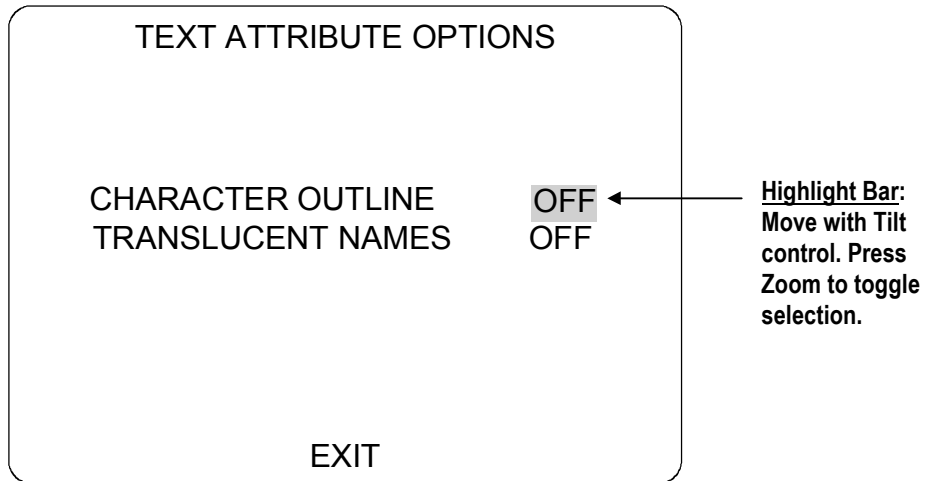 TEXT ATTRIBUTE OPTIONS
CHARACTER OUTLINE OFF
TRANSLUCENT NAMES OFF
EXIT
Highlight Bar:
Move with Tilt
control. Press
Zoom to toggle
selection.